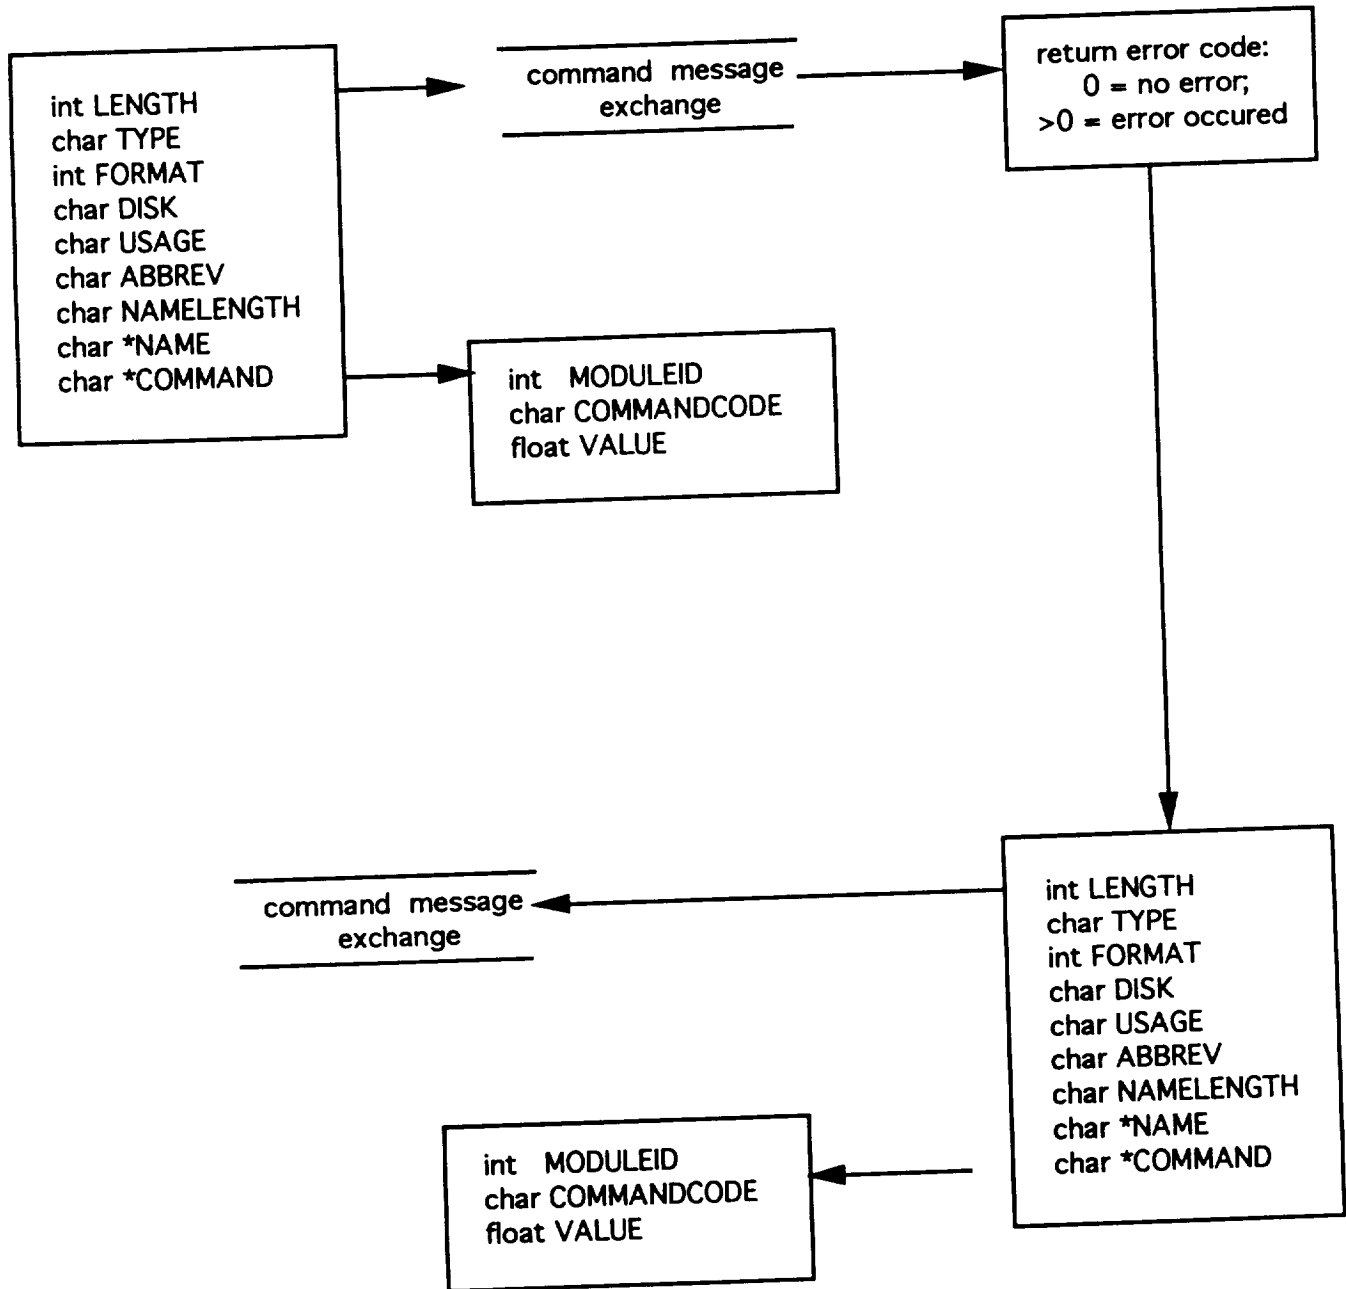 int LENGTH
char TYPE
int FORMAT
char DISK
char USAGE
char ABBREV
char NAMELENGTH
char *NAME
char *COMMAND
command message
exchange
return error code:
0 = no error;
>0 = error occured
int MODULEID
char COMMANDCODE
float VALUE
command message
exchange
int LENGTH
char TYPE
int FORMAT
char DISK
char USAGE
char ABBREV
char NAMELENGTH
char *NAME
char *COMMAND
int MODULEID
char COMMANDCODE
float VALUE